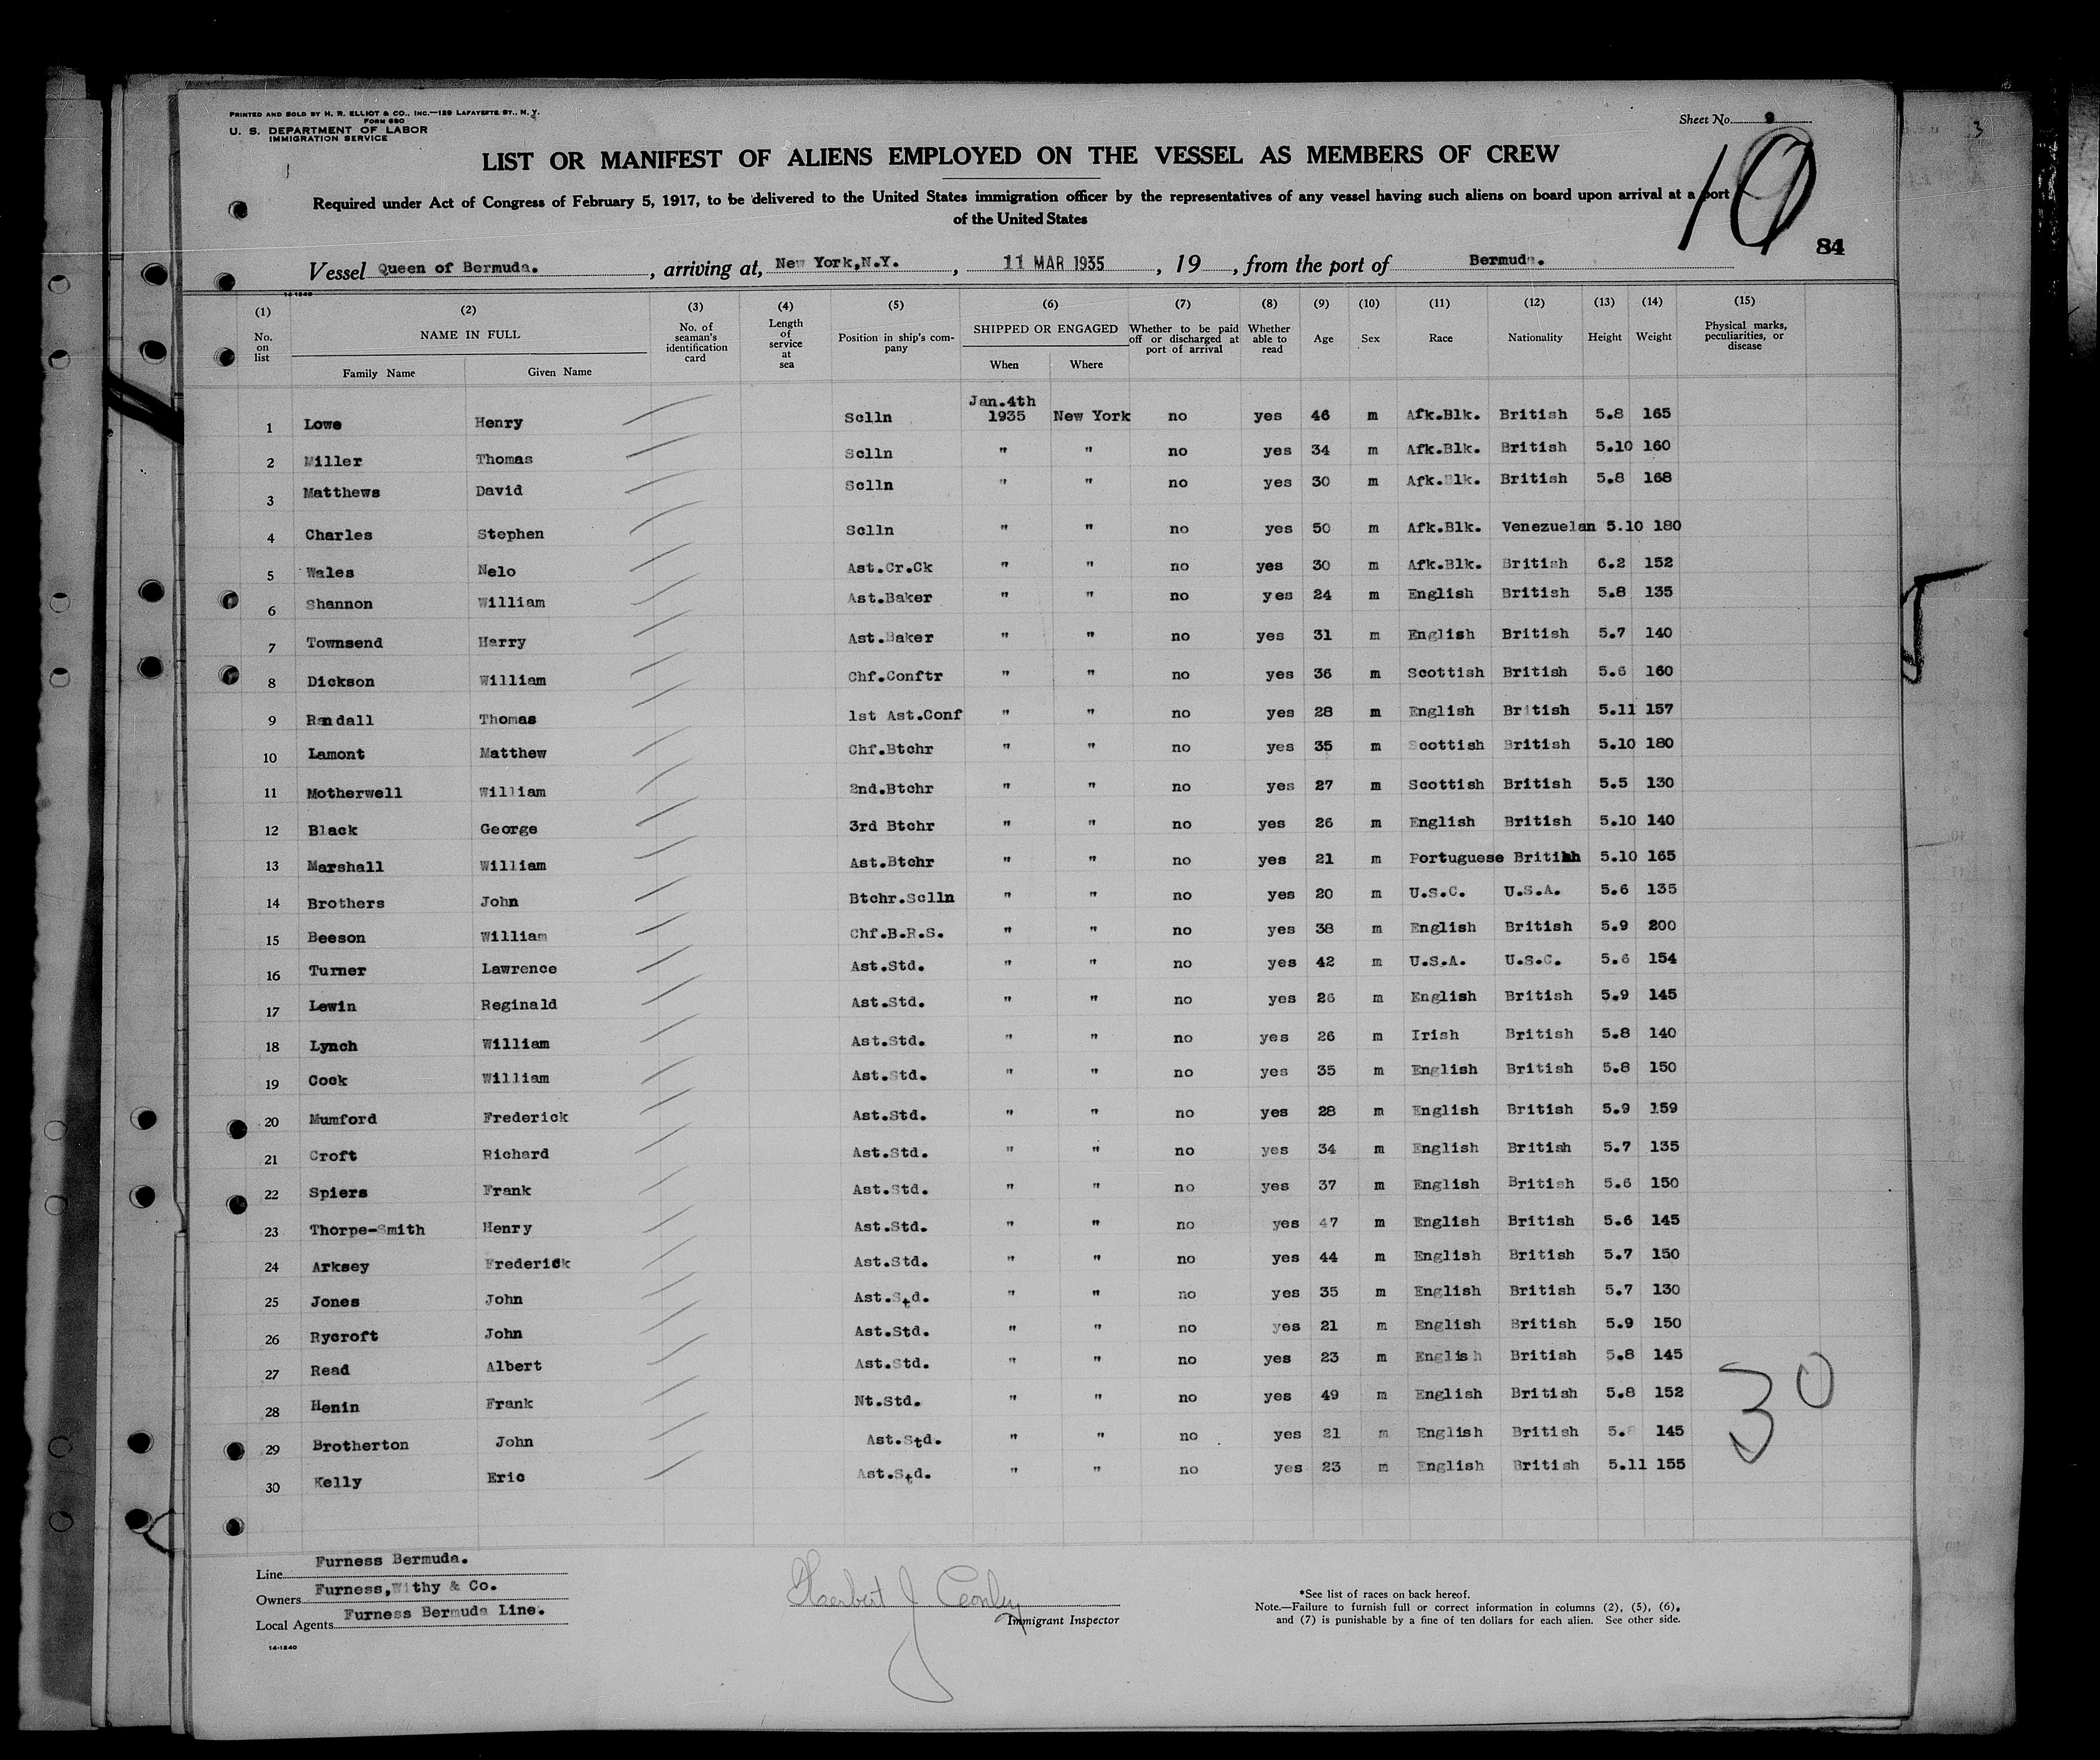 PRINTED AND SOLD BY H. R. ELLIOT & CO., INC.—129 LAFAYETTE ST., N. Y.
FORM 680
U. S. DEPARTMENT OF LABOR
IMMIGRATION SERVICE
Sheet No. 9
10
LIST OR MANIFEST OF ALIENS EMPLOYED ON THE VESSEL AS MEMBERS OF CREW
Required under Act of Congress of February 5, 1917, to be delivered to the United States immigration officer by the representatives of any vessel having such aliens on board upon arrival at a port
of the United States
84
Vessel Queen of Bermuda. , arriving at, New York,N.Y. , 11 MAR 1935 , 19 , from the port of Bermuda.
14-1240
(1) No. on list (2) NAME IN FULL Family Name Given Name (3) No. of seaman's identification card (4) Length of service at sea (5) Position in ship's company (6) SHIPPED OR ENGAGED When Where (7) Whether to be paid off or discharged at port of arrival (8) Whether able to read (9) Age (10) Sex (11) Race (12) Nationality (13) Height (14) Weight (15) Physical marks, peculiarities, or disease
1 Lowe Henry Sclln Jan.4th 1935 New York no yes 46 m Afk.Blk. British 5.8 165
2 Miller Thomas Sclln " " no yes 34 m Afk.Blk. British 5.10 160
3 Matthews David Sclln " " no yes 30 m Afk.Blk. British 5.8 168
4 Charles Stephen Sclln " " no yes 50 m Afk.Blk. Venezuelan 5.10 180
5 Wales Nelo Ast.Cr.Ck " " no yes 30 m Afk.Blk. British 6.2 152
6 Shannon William Ast.Baker " " no yes 24 m English British 5.8 135
7 Townsend Harry Ast.Baker " " no yes 31 m English British 5.7 140
8 Dickson William Chf.Conftr " " no yes 36 m Scottish British 5.6 160
9 Randall Thomas 1st Ast.Conf " " no yes 28 m English British 5.11 157
10 Lamont Matthew Chf.Btchr " " no yes 35 m Scottish British 5.10 180
11 Motherwell William 2nd.Btchr " " no yes 27 m Scottish British 5.5 130
12 Black George 3rd Btchr " " no yes 26 m English British 5.10 140
13 Marshall William Ast.Btchr " " no yes 21 m Portuguese British 5.10 165
14 Brothers John Btchr.Sclln " " no yes 20 m U.S.C. U.S.A. 5.6 135
15 Beeson William Chf.B.R.S. " " no yes 38 m English British 5.9 200
16 Turner Lawrence Ast.Std. " " no yes 42 m U.S.A. U.S.C. 5.6 154
17 Lewin Reginald Ast.Std. " " no yes 26 m English British 5.9 145
18 Lynch William Ast.Std. " " no yes 26 m Irish British 5.8 140
19 Cock William Ast.Std. " " no yes 35 m English British 5.8 150
20 Mumford Frederick Ast.Std. " " no yes 28 m English British 5.9 159
21 Croft Richard Ast.Std. " " no yes 34 m English British 5.7 135
22 Spiers Frank Ast.Std. " " no yes 37 m English British 5.6 150
23 Thorpe-Smith Henry Ast.Std. " " no yes 47 m English British 5.6 145
24 Arksey Frederick Ast.Std. " " no yes 44 m English British 5.7 150
25 Jones John Ast.Std. " " no yes 35 m English British 5.7 130
26 Rycroft John Ast.Std. " " no yes 21 m English British 5.9 150
27 Read Albert Ast.Std. " " no yes 23 m English British 5.8 145
28 Henin Frank Nt.Std. " " no yes 49 m English British 5.8 152
29 Brotherton John Ast.Std. " " no yes 21 m English British 145
30 Kelly Eric Ast.Std. " " no yes 23 m English British 5.11 155
30
Line Furness Bermuda.
Owners Furness,Withy & Co.
Local Agents Furness Bermuda Line.
14-1240
Immigrant Inspector
*See list of races on back hereof.
Note.—Failure to furnish full or correct information in columns (2), (5), (6), and (7) is punishable by a fine of ten dollars for each alien. See other side.